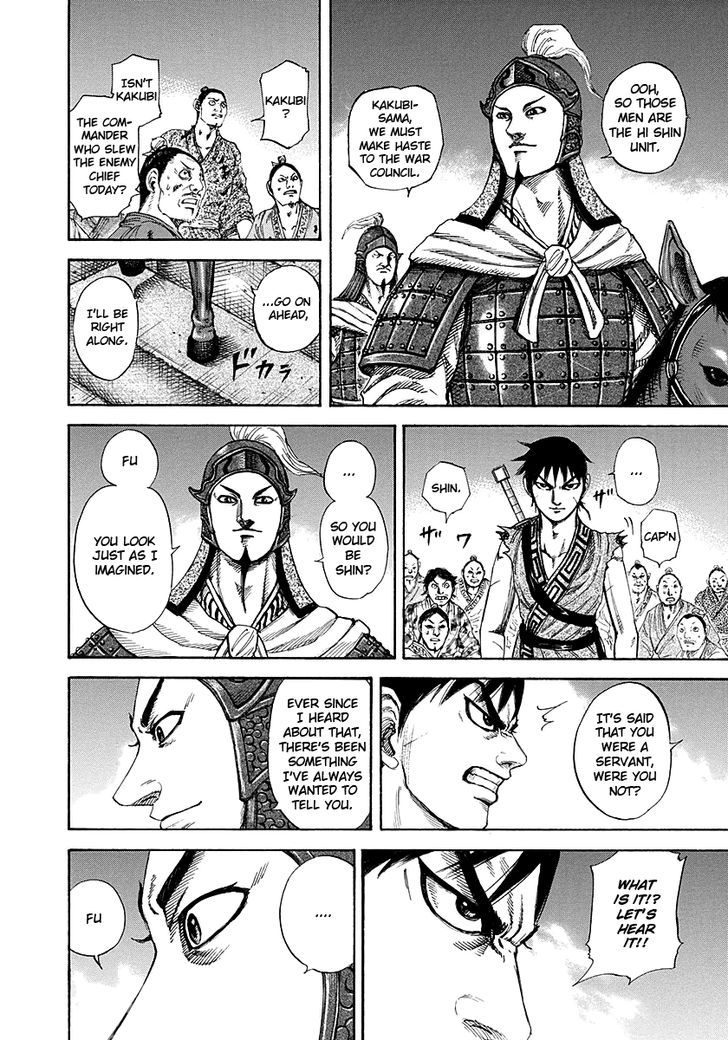 OOH,
SO THOSE
MEN ARE
THE HI SHIN
UNIT.
KAKUBI-
SAMA,
WE MUST
MAKE HASTE
TO THE WAR
COUNCIL.
KAKUBI
?
ISN'T
KAKUBI
THE COM-
MANDER
WHO SLEW
THE ENEMY
CHIEF
TODAY?
...GO ON
AHEAD,
I'LL BE
RIGHT
ALONG.
ドカラ
...
CAP'N
SHIN.
ザッ
ザワ
...
SO YOU
WOULD
BE
SHIN?
FU
YOU LOOK
JUST AS I
IMAGINED.
IT'S SAID
THAT YOU
WERE A
SERVANT,
WERE YOU
NOT?
EVER SINCE
I HEARD
ABOUT THAT,
THERE'S BEEN
SOMETHING
I'VE ALWAYS
WANTED TO
TELL YOU.
WHAT
IS IT!?
LET'S
HEAR
IT!!
....
FU